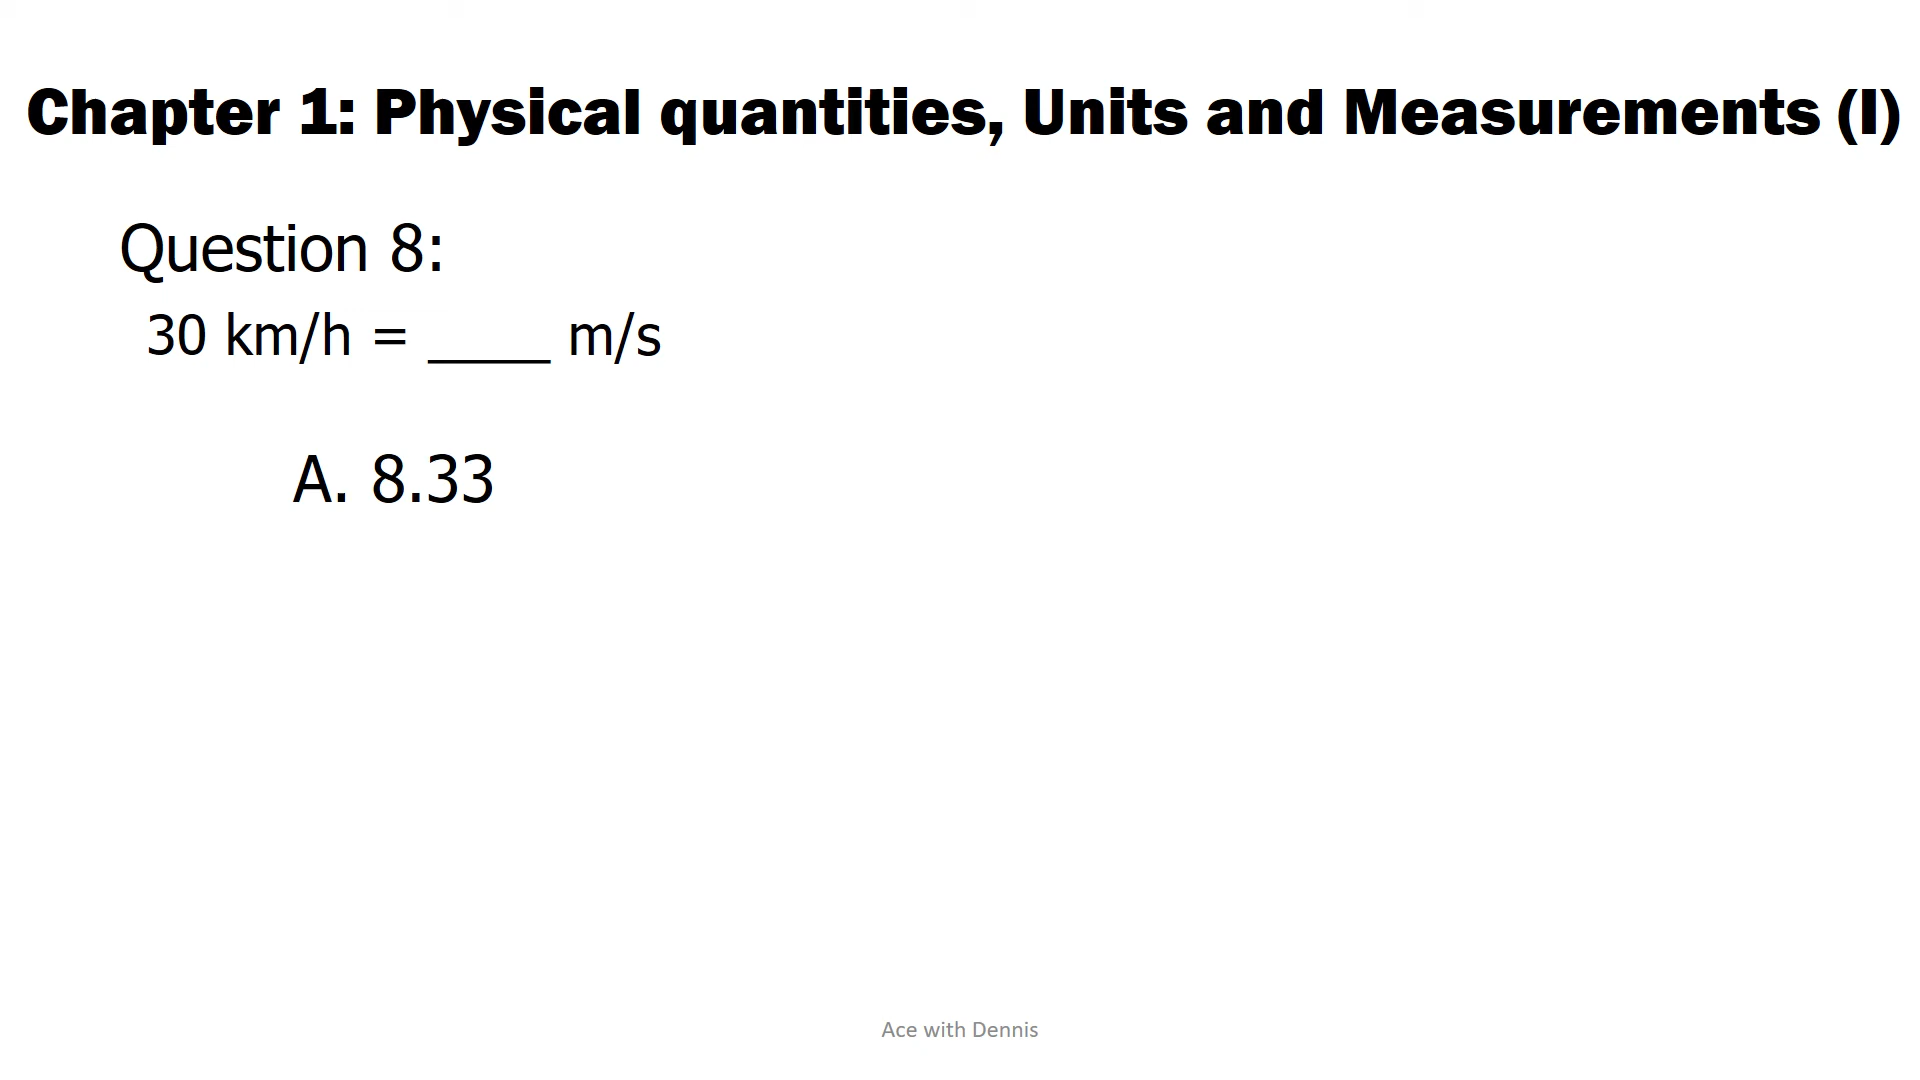 Chapter 1: Physical quantities, Units and Measurements (I)
Question 8:
30 km/h = ____ m/s
A. 8.33
Ace with Dennis